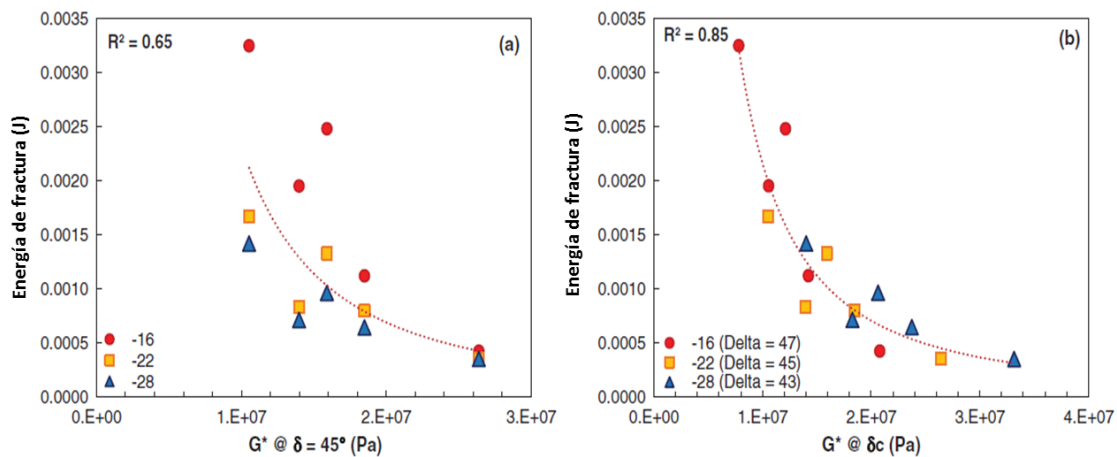 0.0035
0.0030
0.0025
0.0020
0.0015
0.0010
0.0005
0.0000
Energía de fractura (J)
R² = 0.65
(a)
-16
-22
-28
0.E+00
1.E+07
2.E+07
3.E+07
G* @ δ = 45° (Pa)
0.0035
0.0030
0.0025
0.0020
0.0015
0.0010
0.0005
0.0000
Energía de fractura (J)
R² = 0.85
(b)
-16 (Delta = 47)
-22 (Delta = 45)
-28 (Delta = 43)
0.E+00
1.E+07
2.E+07
3.E+07
4.E+07
G* @ δc (Pa)